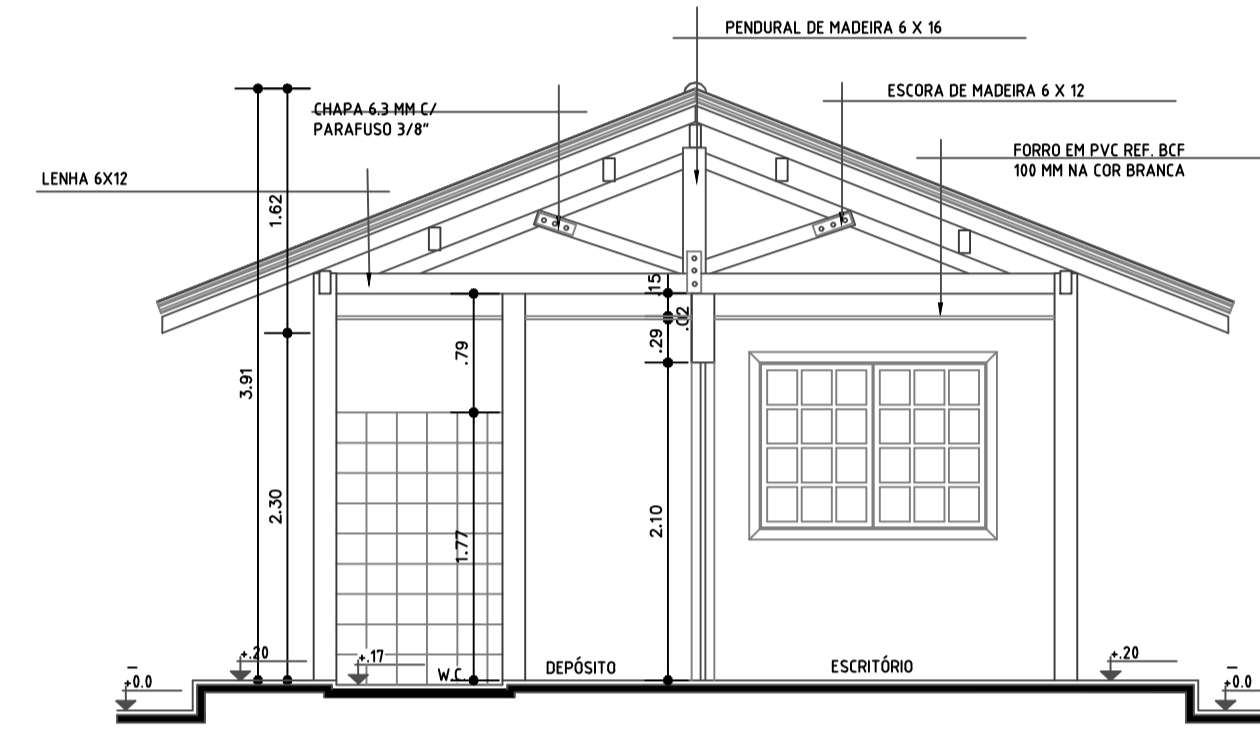 PENDURAL DE MADEIRA 6 X 16
ESCORA DE MADEIRA 6 X 12
CHAPA 6.3 MM C/
PARAFUSO 3/8"
FORRO EM PVC REF. BCF
100 MM NA COR BRANCA
LENHA 6X12
1.62
.15
.02
.29
.79
3.91
2.30
2.10
1.77
+.20
+.17
W.C.
DEPÓSITO
ESCRITÓRIO
+.20
+0.0
+0.0